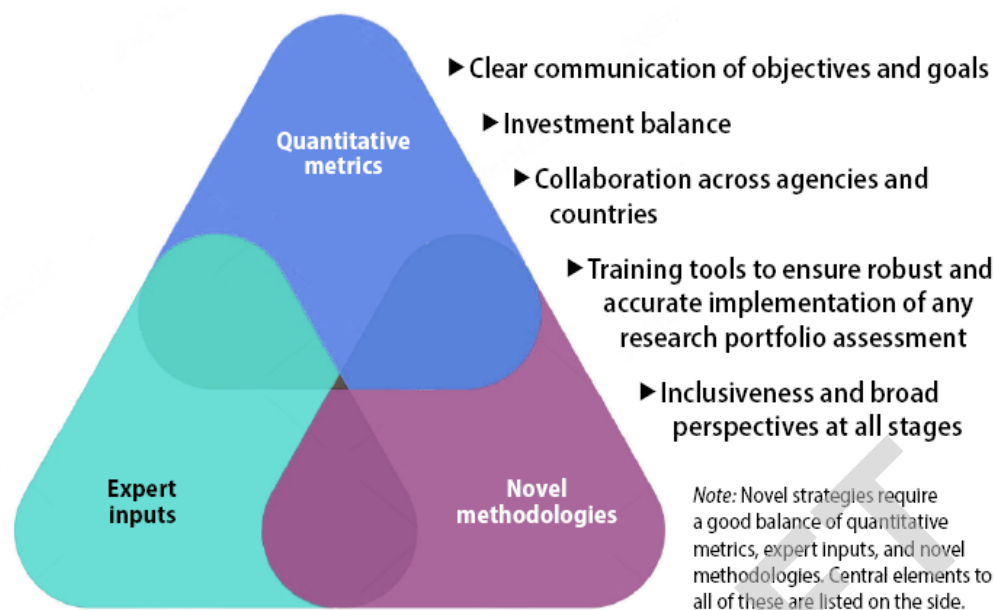 ▶ Clear communication of objectives and goals
▶ Investment balance
▶ Collaboration across agencies and
countries
▶ Training tools to ensure robust and
accurate implementation of any
research portfolio assessment
▶ Inclusiveness and broad
perspectives at all stages
Quantitative
metrics
Expert
inputs
Novel
methodologies
Note: Novel strategies require
a good balance of quantitative
metrics, expert inputs, and novel
methodologies. Central elements to
all of these are listed on the side.
ET